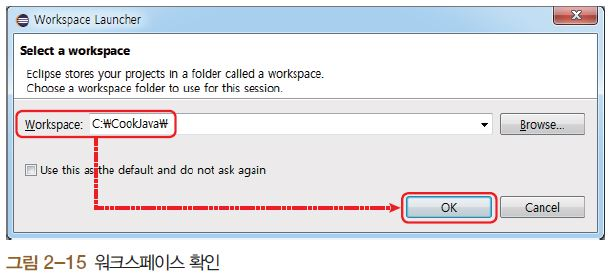 Workspace Launcher
Select a workspace
Eclipse stores your projects in a folder called a workspace.
Choose a workspace folder to use for this session.
Workspace: C:₩CookJava₩ Browse...
Use this as the default and do not ask again
OK Cancel
그림 2-15 워크스페이스 확인